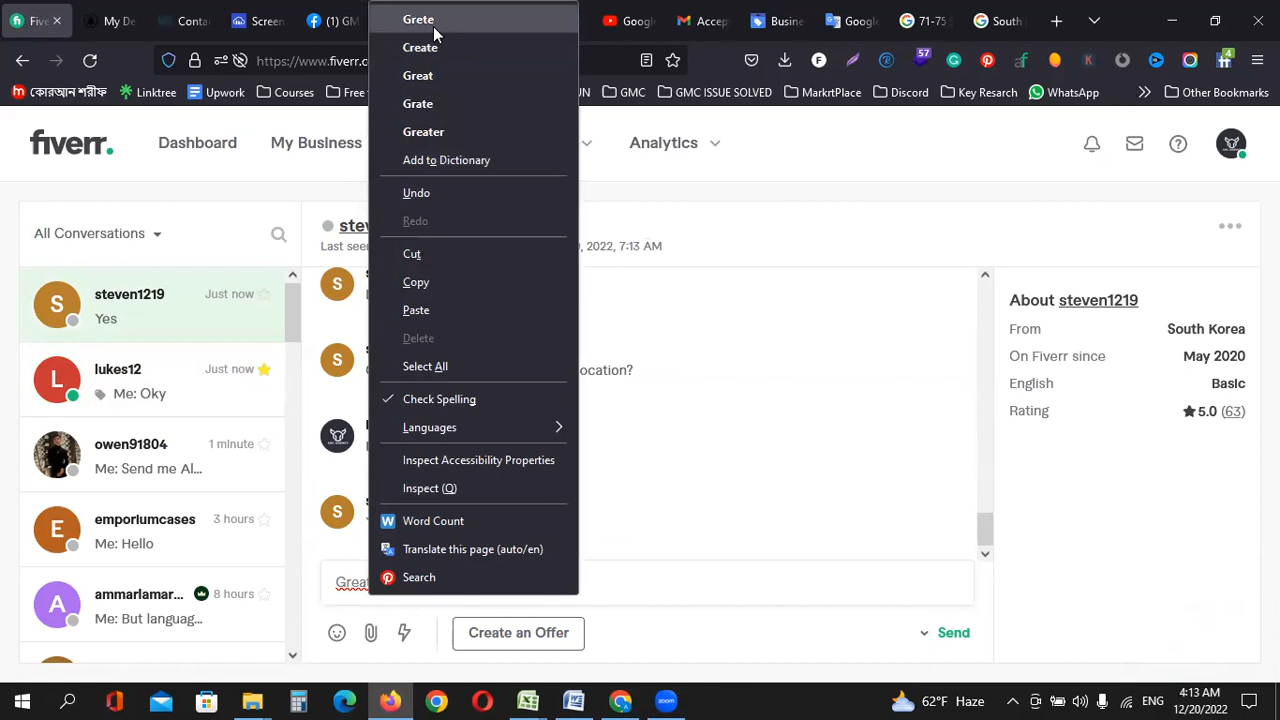 Fiver
My De
Conta
Screen
(1) GM
Googl
Accep
Busine
Google
71-75
South
https://www.fiverr.c
57
4
কোরআন শরীফ
Linktree
Upwork
Free
UN
GMC
GMC ISSUE SOLVED
MarkrtPlace
Discord
Key Resarch
WhatsApp
Other Bookmarks
fiverr.
Dashboard
My Business
Analytics
All Conversations
steven1219
Just now
Yes
lukes12
Just now
Me: Oky
owen91804
1 minute
Me: Send me Al...
emporiumcases
3 hours
Me: Hello
ammarlamar...
8 hours
Me: But languag...
Last seen
, 2022, 7:13 AM
ocation?
Grete
Create
Great
Grate
Greater
Add to Dictionary
Undo
Redo
Cut
Copy
Paste
Delete
Select All
Check Spelling
Languages
Inspect Accessibility Properties
Inspect (Q)
Word Count
Translate this page (auto/en)
Search
Create an Offer
Send
About steven1219
From South Korea
On Fiverr since May 2020
English Basic
Rating 5.0 (63)
62°F Haze
ENG
4:13 AM
12/20/2022